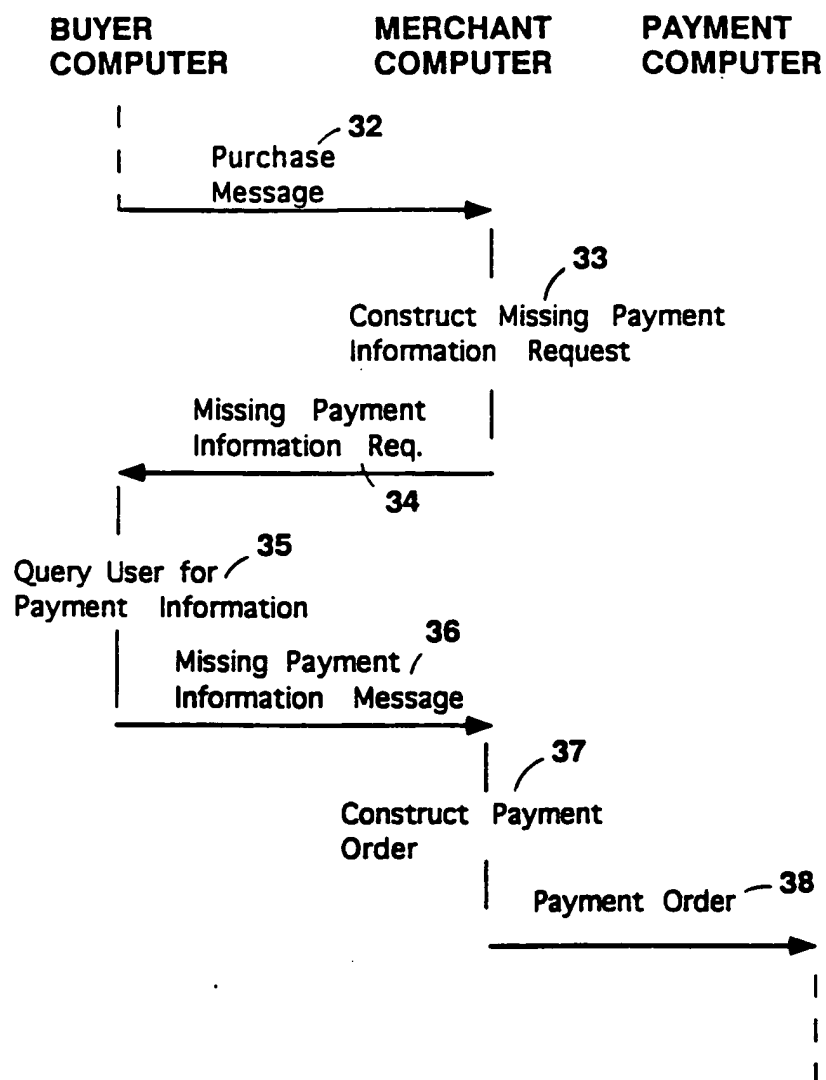 BUYER COMPUTER
MERCHANT COMPUTER
PAYMENT COMPUTER
32
Purchase
Message
33
Construct Missing Payment
Information Request
Missing Payment
Information Req.
34
35
Query User for
Payment Information
36
Missing Payment
Information Message
37
Construct Payment
Order
38
Payment Order